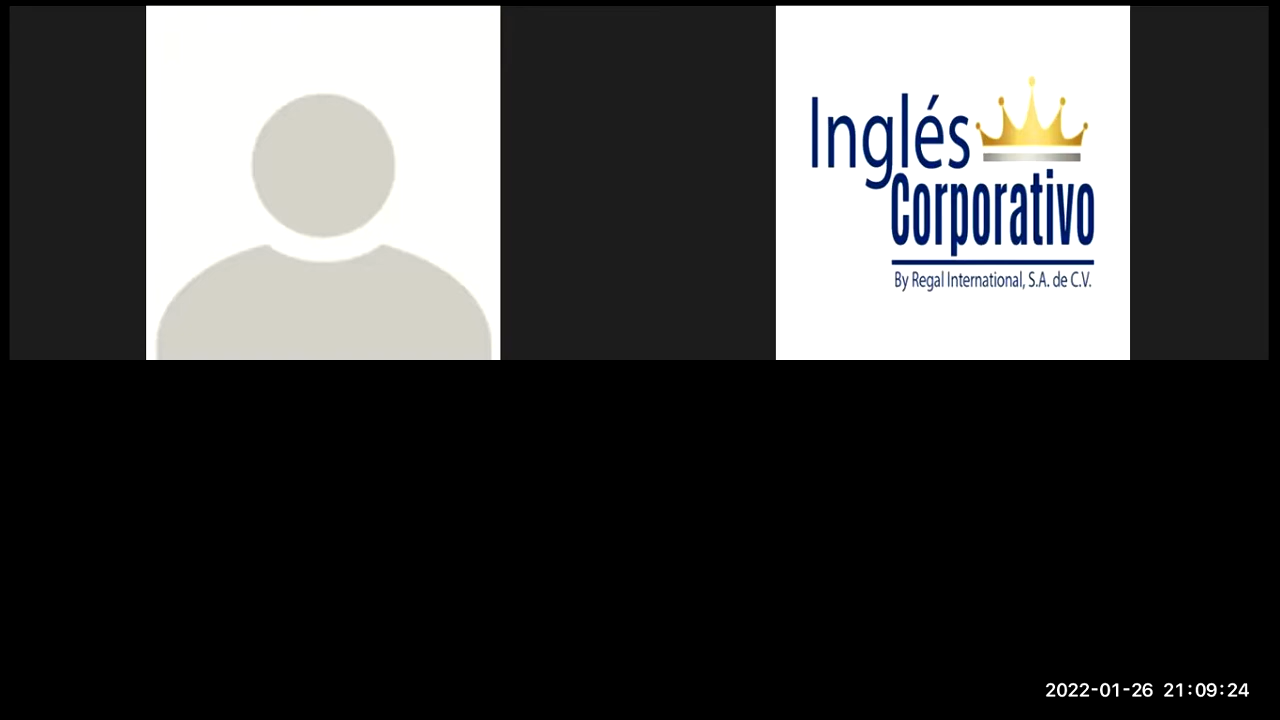 Inglés
Corporativo
By Regal International, S.A. de C.V.
2022-01-26 21:09:24